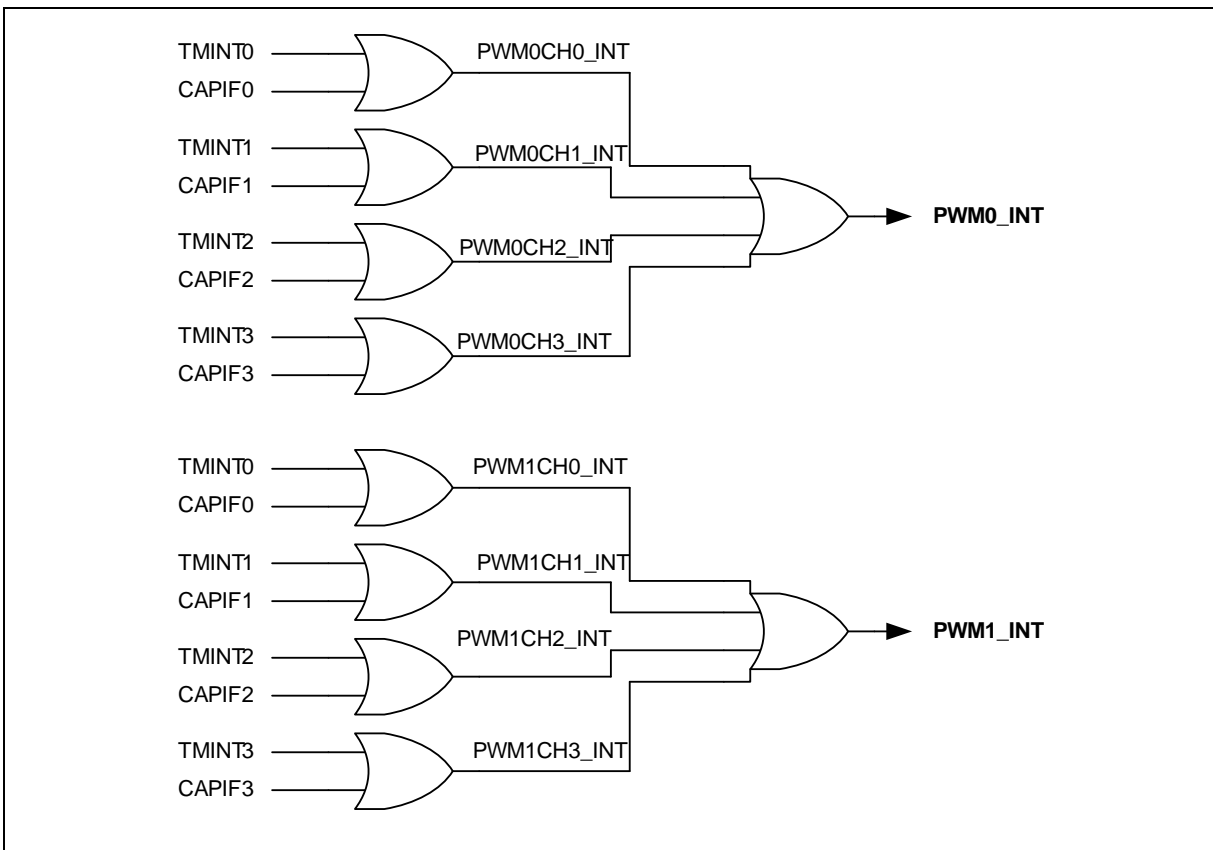 TMINT0
CAPIF0
PWM0CH0_INT
TMINT1
CAPIF1
PWM0CH1_INT
TMINT2
CAPIF2
PWM0CH2_INT
TMINT3
CAPIF3
PWM0CH3_INT
PWM0_INT
TMINT0
CAPIF0
PWM1CH0_INT
TMINT1
CAPIF1
PWM1CH1_INT
TMINT2
CAPIF2
PWM1CH2_INT
TMINT3
CAPIF3
PWM1CH3_INT
PWM1_INT